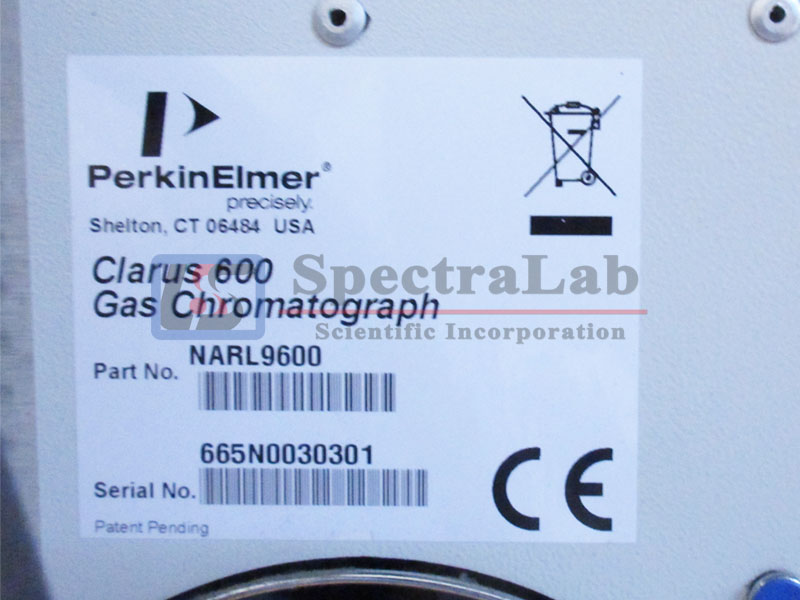 PerkinElmer®
precisely.
Shelton, CT 06484 USA
Clarus 600
Gas Chromatograph
SpectraLab
Scientific Incorporation
Part No. NARL9600
665N0030301
Serial No.
Patent Pending
CE